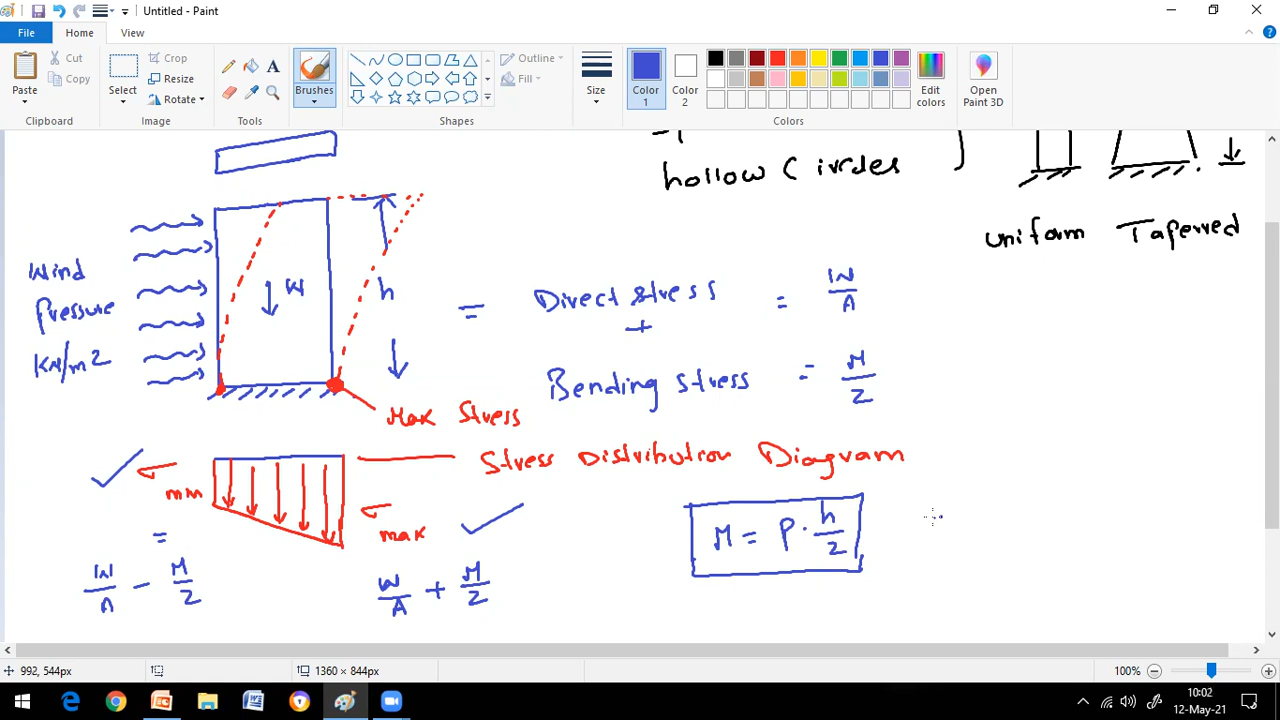 Untitled - Paint
File Home View
Paste Cut Copy Clipboard
Select Crop Resize Rotate Image
Tools
Brushes
Outline Fill Shapes
Size
Color 1 Color 2 Edit colors Colors
Open Paint 3D
hollow Circles
uniform Taperred
Wind
Pressure
KN/m2
W
h
= Direct stress = W/A
+
Bending stress = M/Z
Max Stress
min
max
Stress Distribution Diagram
=
W/A - M/Z
W/A + M/Z
M = P · h/2
992, 544px
1360 × 844px
100%
10:02
12-May-21